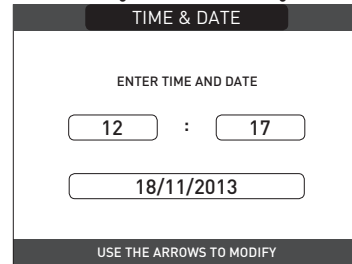 TIME & DATE
ENTER TIME AND DATE
12 : 17
18/11/2013
USE THE ARROWS TO MODIFY